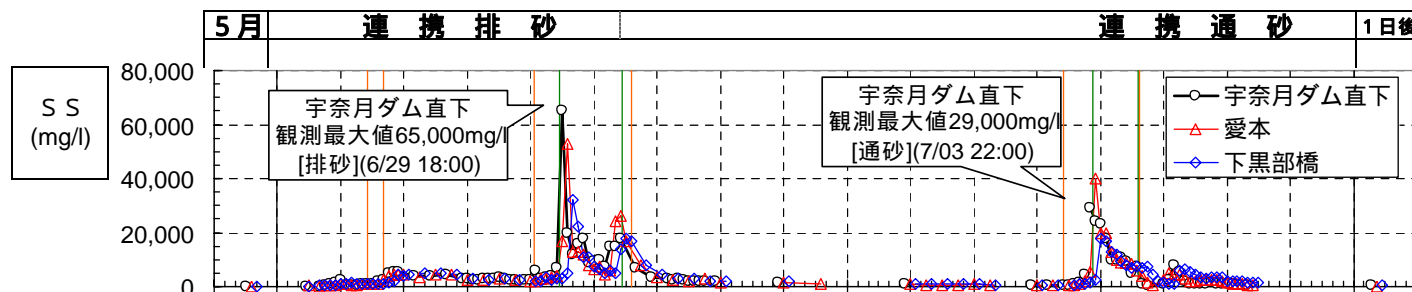 5月 連 携 排 砂 連 携 通 砂 1日後
SS
(mg/l)
80,000
60,000
40,000
20,000
0
宇奈月ダム直下
観測最大値65,000mg/l
[排砂](6/29 18:00)
宇奈月ダム直下
観測最大値29,000mg/l
[通砂](7/03 22:00)
宇奈月ダム直下
愛本
下黒部橋